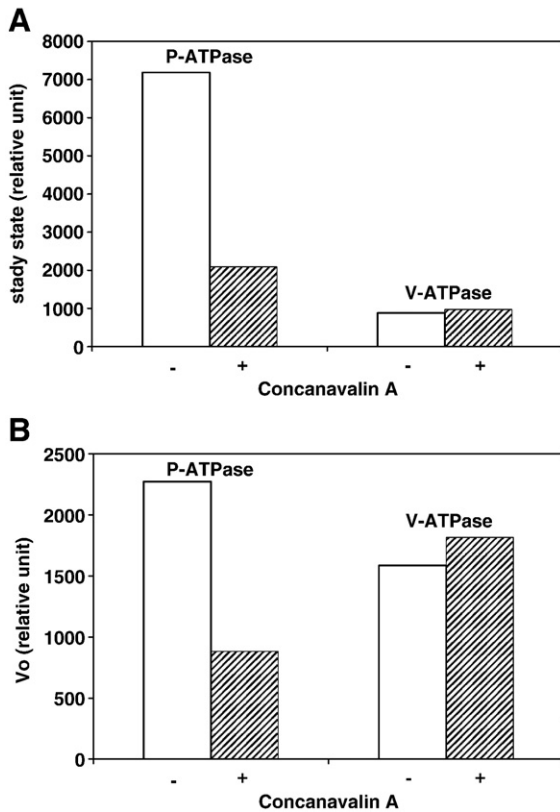 A
8000
P-ATPase
7000
6000
5000
4000
3000
2000
V-ATPase
1000
0
stady state (relative unit)
- + - +
Concanavalin A
B
2500
P-ATPase
2000
V-ATPase
1500
1000
500
0
Vo (relative unit)
- + - +
Concanavalin A